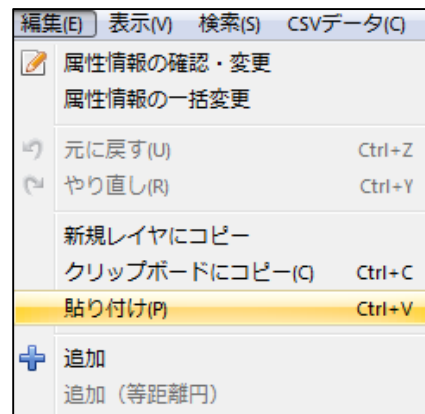 編集(E) 表示(V) 検索(S) CSVデータ(C)
属性情報の確認・変更
属性情報の一括変更
元に戻す(U) Ctrl+Z
やり直し(R) Ctrl+Y
新規レイヤにコピー
クリップボードにコピー(C) Ctrl+C
貼り付け(P) Ctrl+V
追加
追加（等距離円）